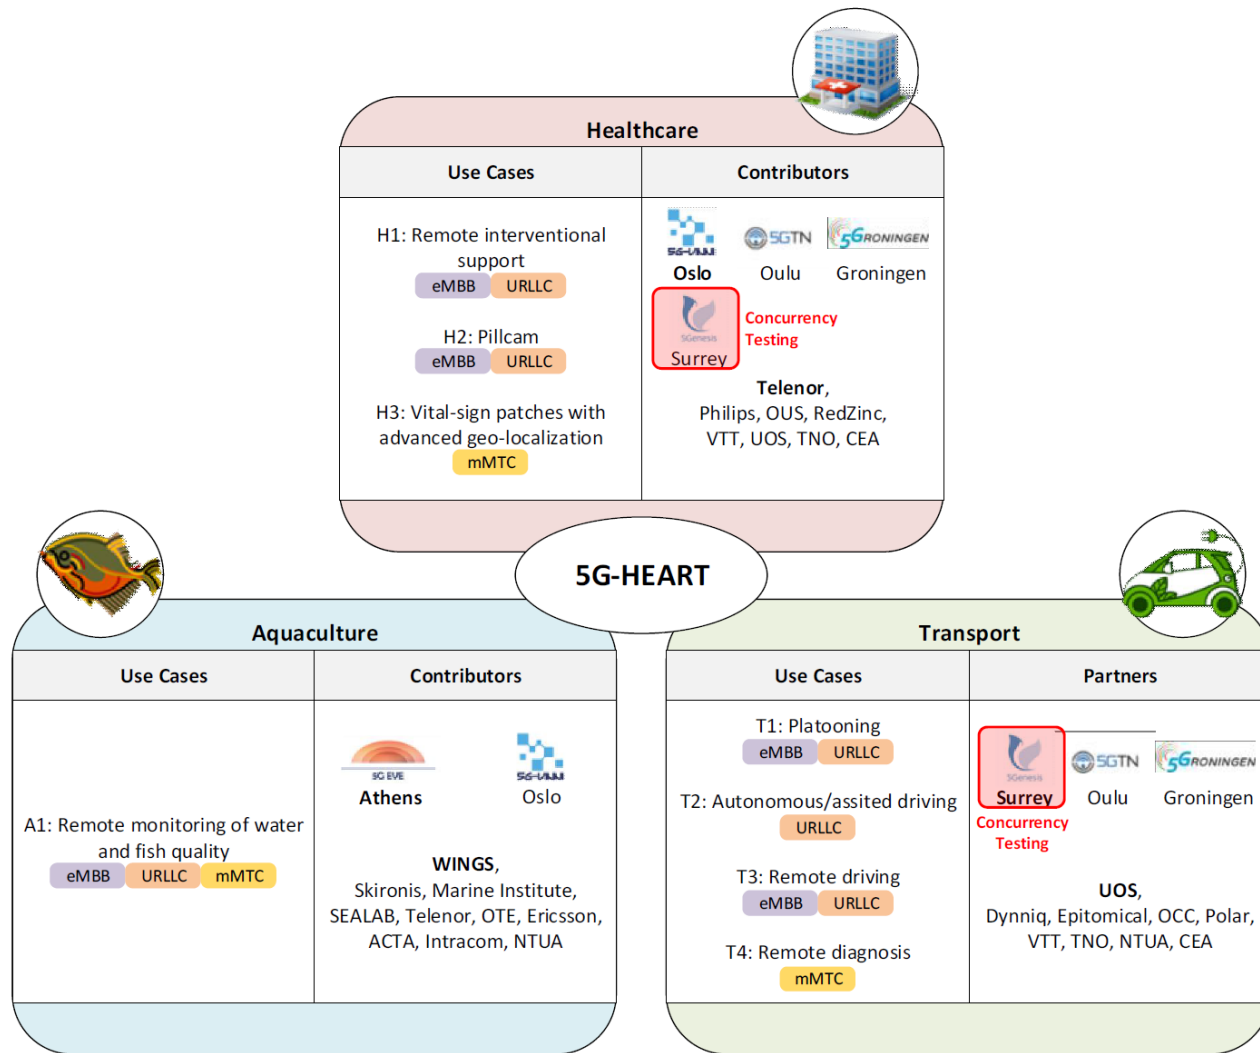 Healthcare
Use Cases
Contributors
H1: Remote interventional
support
eMBB URLLC
H2: Pillcam
eMBB URLLC
H3: Vital-sign patches with
advanced geo-localization
mMTC
5G-VINNI
5GTN
5GRONINGEN
Oslo
Oulu
Groningen
5Genesis
Surrey
Concurrency
Testing
Telenor,
Philips, OUS, RedZinc,
VTT, UOS, TNO, CEA
5G-HEART
Aquaculture
Use Cases
Contributors
A1: Remote monitoring of water
and fish quality
eMBB URLLC mMTC
5G EVE
5G-VINNI
Athens
Oslo
WINGS,
Skironis, Marine Institute,
SEALAB, Telenor, OTE, Ericsson,
ACTA, Intracom, NTUA
Transport
Use Cases
Partners
T1: Platooning
eMBB URLLC
T2: Autonomous/assited driving
URLLC
T3: Remote driving
eMBB URLLC
T4: Remote diagnosis
mMTC
5Genesis
5GTN
5GRONINGEN
Surrey
Oulu
Groningen
Concurrency
Testing
UOS,
Dynniq, Epitomical, OCC, Polar,
VTT, TNO, NTUA, CEA